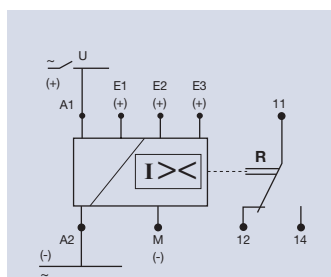 ~ U
(+) E1 E2 E3
A1 (+) (+) (+) 11
I>< R
A2 M 12 14
(-) (-)
~